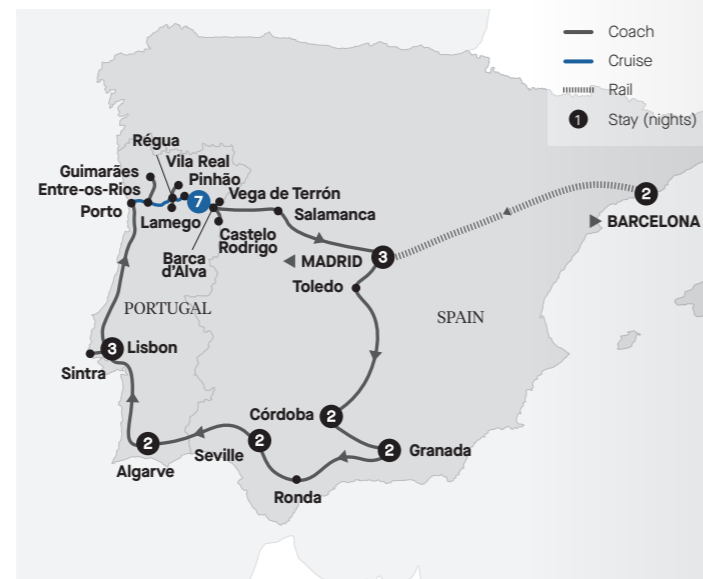 Coach
Cruise
Rail
1 Stay (nights)
Régua
Vila Real
Guimarães
Pinhão
Entre-os-Rios
Vega de Terrón
7
2
Porto
Lamego
Salamanca
BARCELONA
Castelo
Rodrigo
Barca
d'Alva
MADRID
3
Toledo
PORTUGAL
SPAIN
3
Lisbon
Sintra
Córdoba
2
2
Seville
2
2
Granada
Algarve
Ronda